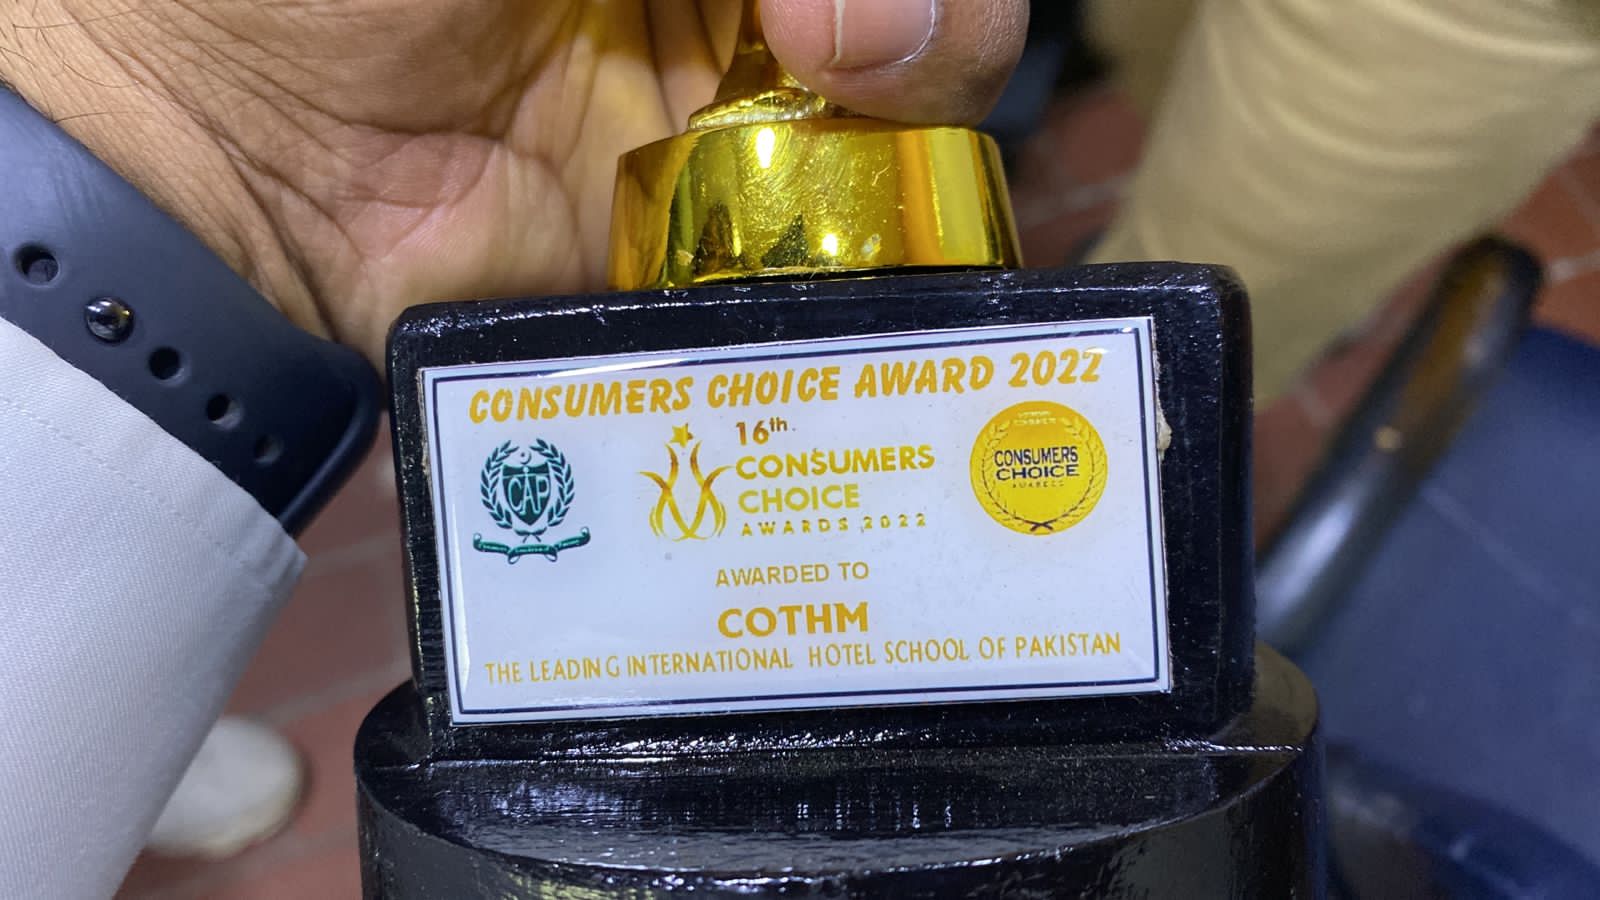 CONSUMERS CHOICE AWARD 2022
CAP
16th
CONSUMERS
CHOICE
AWARDS 2022
CONSUMERS
CHOICE
AWARDS
AWARDED TO
COTHM
THE LEADING INTERNATIONAL HOTEL SCHOOL OF PAKISTAN